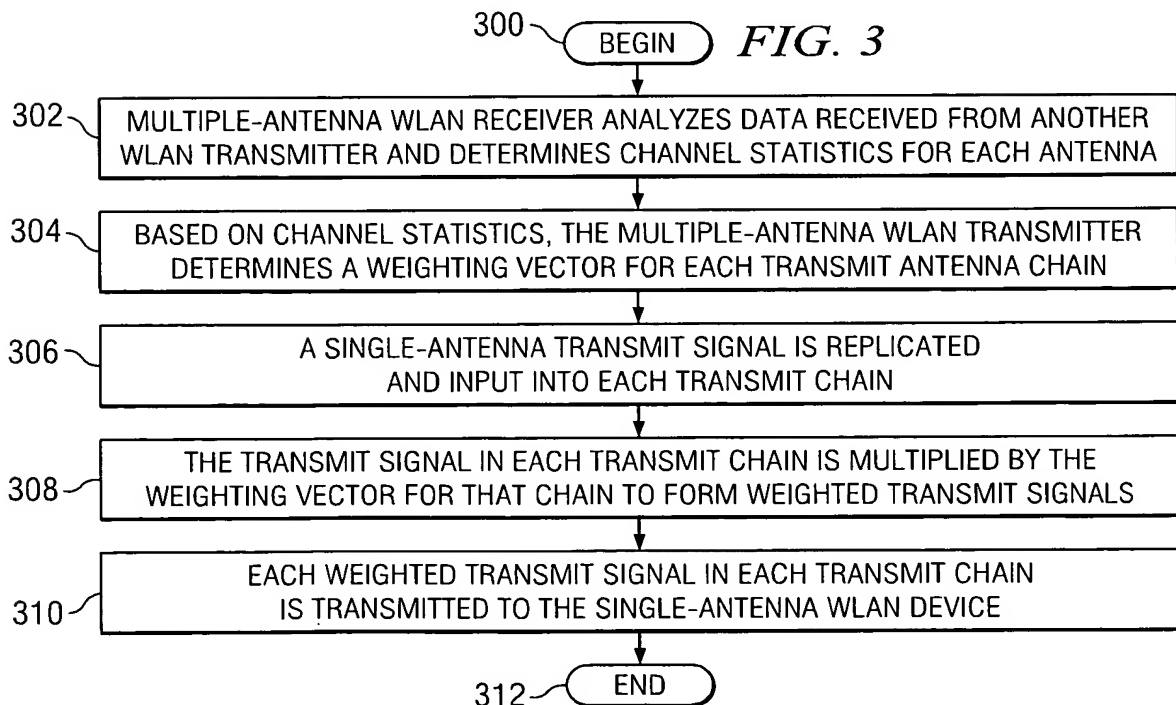 300 BEGIN FIG. 3
302 MULTIPLE-ANTENNA WLAN RECEIVER ANALYZES DATA RECEIVED FROM ANOTHER
WLAN TRANSMITTER AND DETERMINES CHANNEL STATISTICS FOR EACH ANTENNA
304 BASED ON CHANNEL STATISTICS, THE MULTIPLE-ANTENNA WLAN TRANSMITTER
DETERMINES A WEIGHTING VECTOR FOR EACH TRANSMIT ANTENNA CHAIN
306 A SINGLE-ANTENNA TRANSMIT SIGNAL IS REPLICATED
AND INPUT INTO EACH TRANSMIT CHAIN
308 THE TRANSMIT SIGNAL IN EACH TRANSMIT CHAIN IS MULTIPLIED BY THE
WEIGHTING VECTOR FOR THAT CHAIN TO FORM WEIGHTED TRANSMIT SIGNALS
310 EACH WEIGHTED TRANSMIT SIGNAL IN EACH TRANSMIT CHAIN
IS TRANSMITTED TO THE SINGLE-ANTENNA WLAN DEVICE
312 END